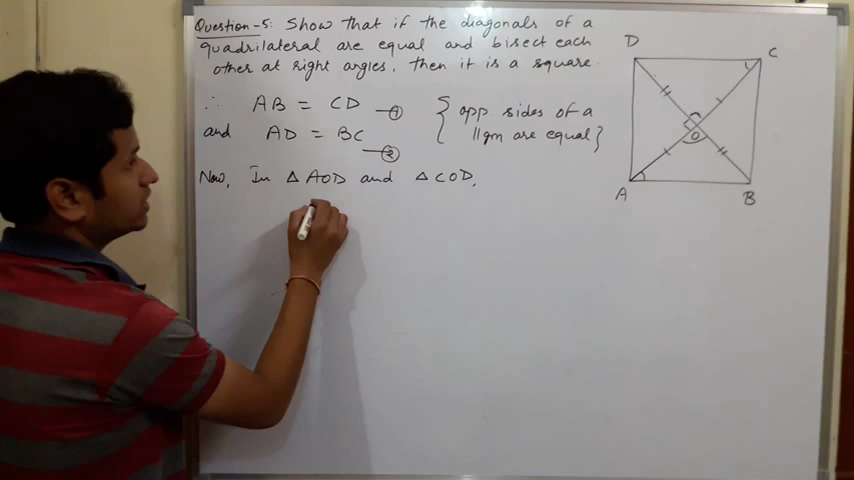 Question-5: Show that if the diagonals of a
quadrilateral are equal and bisect each
other at right angles, then it is a square.
∴ AB = CD —① { opp sides of a
and AD = BC —② ||gm are equal}
Now, In △ AOD and △ COD,
D
C
O
A
B